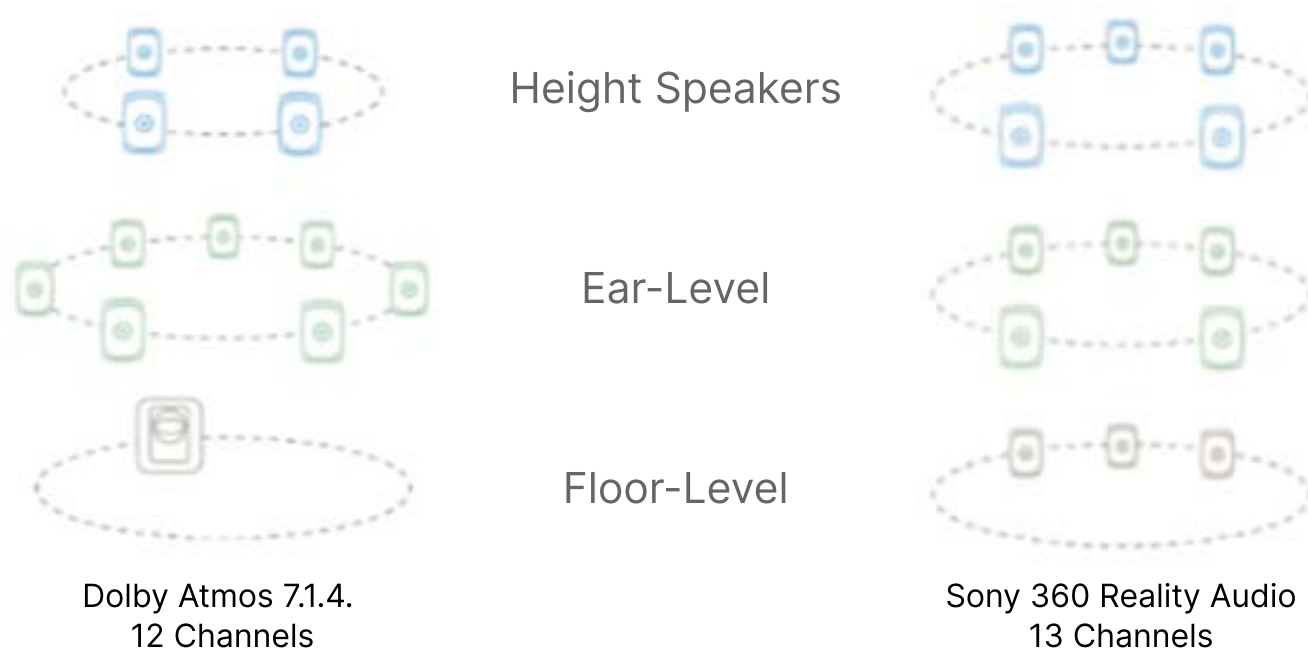 Height Speakers
Ear-Level
Floor-Level
Dolby Atmos 7.1.4.
12 Channels
Sony 360 Reality Audio
13 Channels